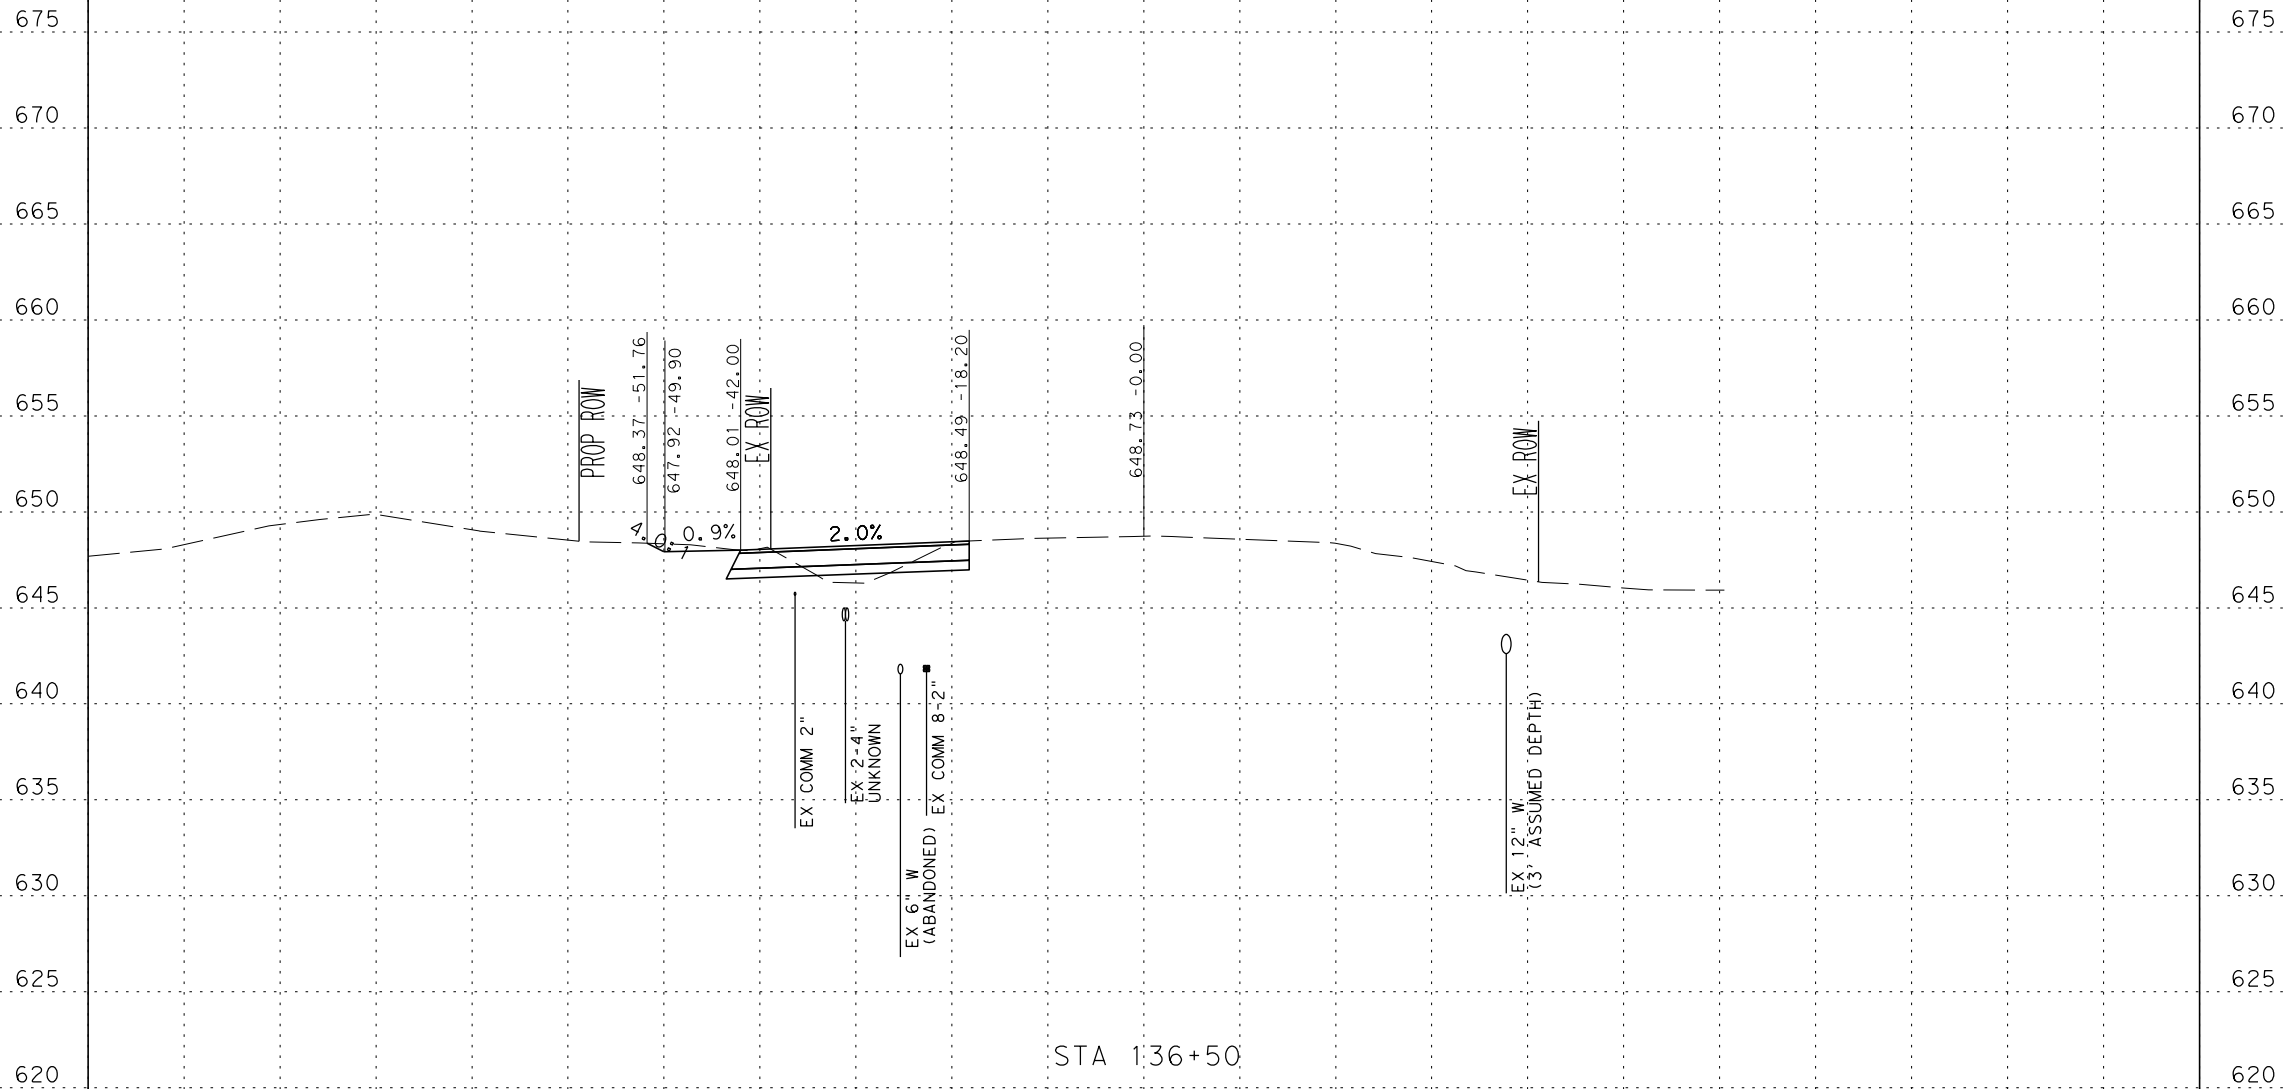 675 675
670 670
665 665
660 660
648.37 -51.76
647.92 -49.90
648.01 -42.00
648.49 -18.20
648.73 -0.00
655 655
PROP ROW
EX ROW
EX ROW
650 650
0.9%
2.0%
645 645
640 640
EX COMM 2"
EX 2-4"
UNKNOWN
EX COMM 8-2"
635 635
EX 6" W
(ABANDONED)
EX 12" W
(3' ASSUMED DEPTH)
630 630
625 625
STA 136+50
620 620